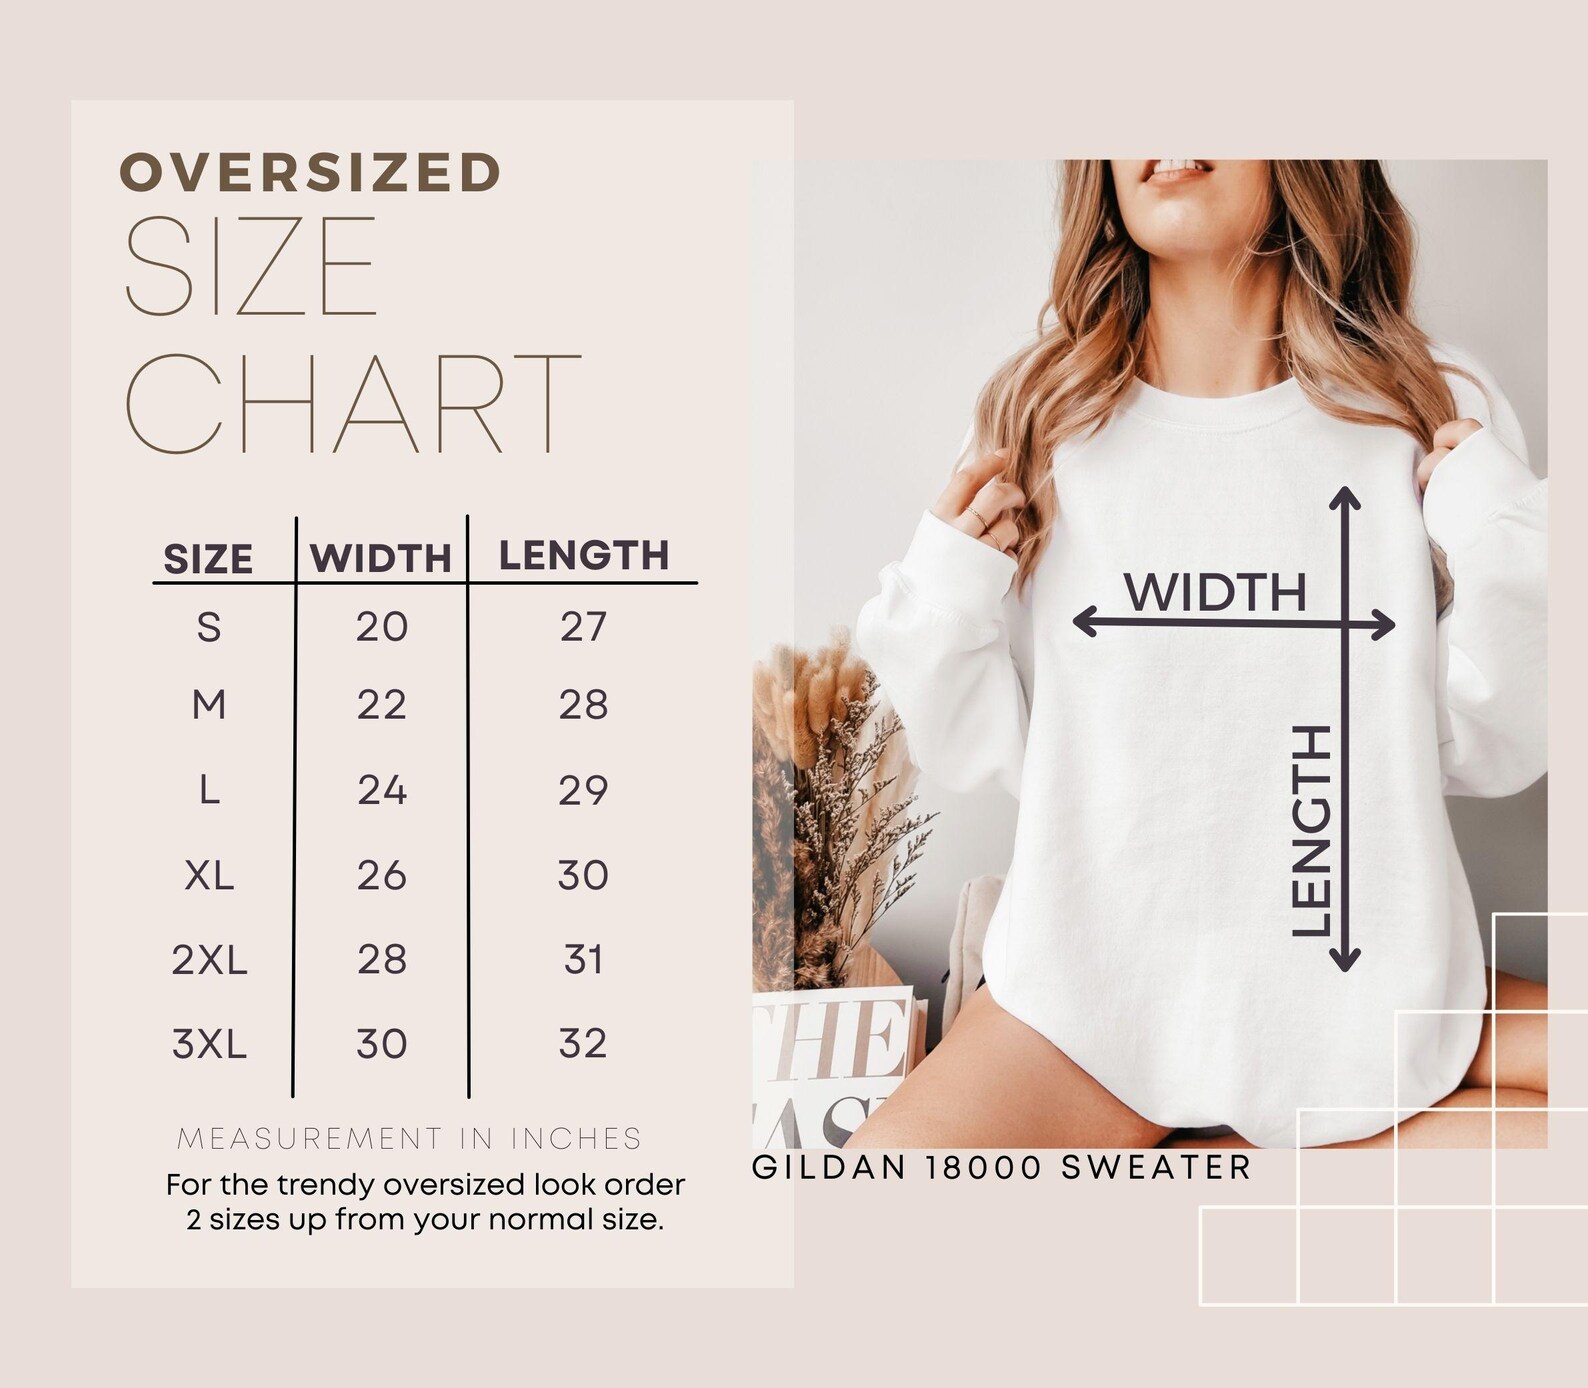 OVERSIZED
SIZE
CHART
SIZE WIDTH LENGTH
S 20 27
M 22 28
L 24 29
XL 26 30
2XL 28 31
3XL 30 32
MEASUREMENT IN INCHES
For the trendy oversized look order
2 sizes up from your normal size.
WIDTH
LENGTH
THE
GILDAN 18000 SWEATER